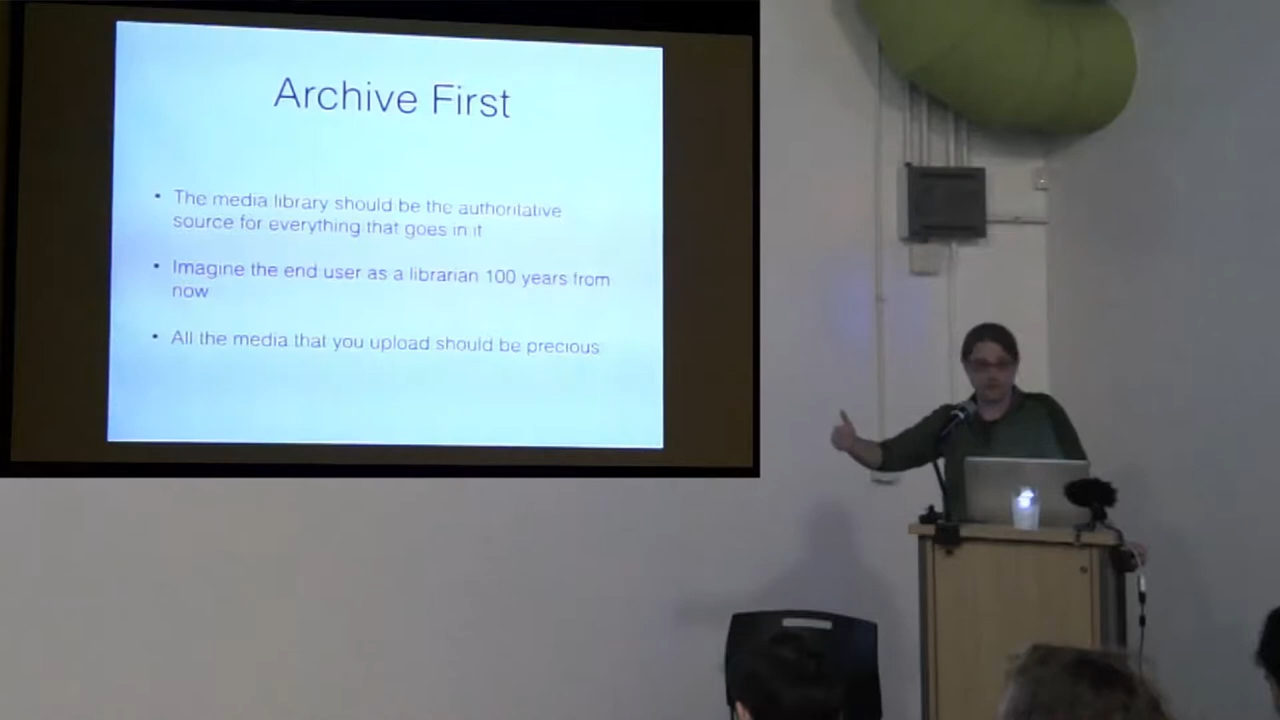 Archive First
• The media library should be the authoritative
source for everything that goes in it
• Imagine the end user as a librarian 100 years from
now
• All the media that you upload should be precious